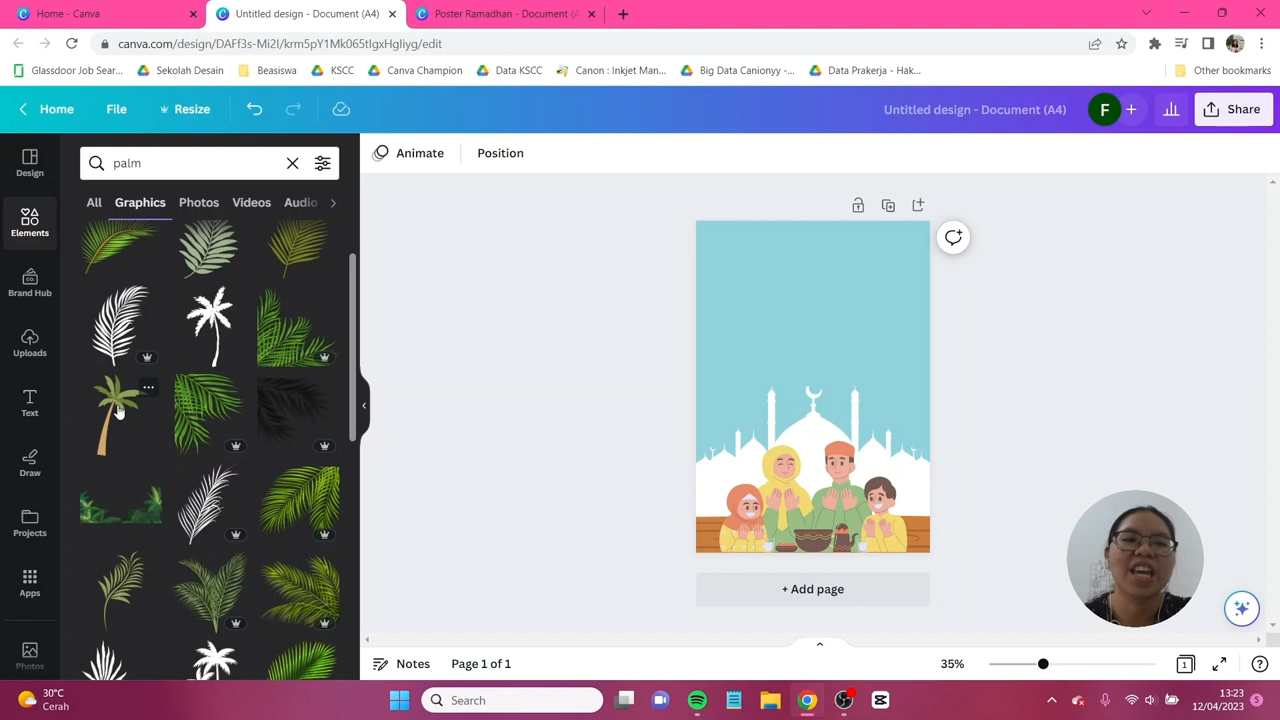 Home - Canva
Untitled design - Document (A4)
Poster Ramadhan - Document (A
canva.com/design/DAFf3s-Mi2I/krm5pY1Mk065tIgxHgIiyg/edit
Glassdoor Job Sear...
Sekolah Desain
Beasiswa
KSCC
Canva Champion
Data KSCC
Canon : Inkjet Man...
Big Data Canionyy -...
Data Prakerja - Hak...
Other bookmarks
Home
File
Resize
Untitled design - Document (A4)
F
+
Share
Design
Elements
Brand Hub
Uploads
Text
Draw
Projects
Apps
Photos
palm
All
Graphics
Photos
Videos
Audio
Animate
Position
+ Add page
Notes
Page 1 of 1
35%
1
30°C
Cerah
Search
13:23
12/04/2023
5